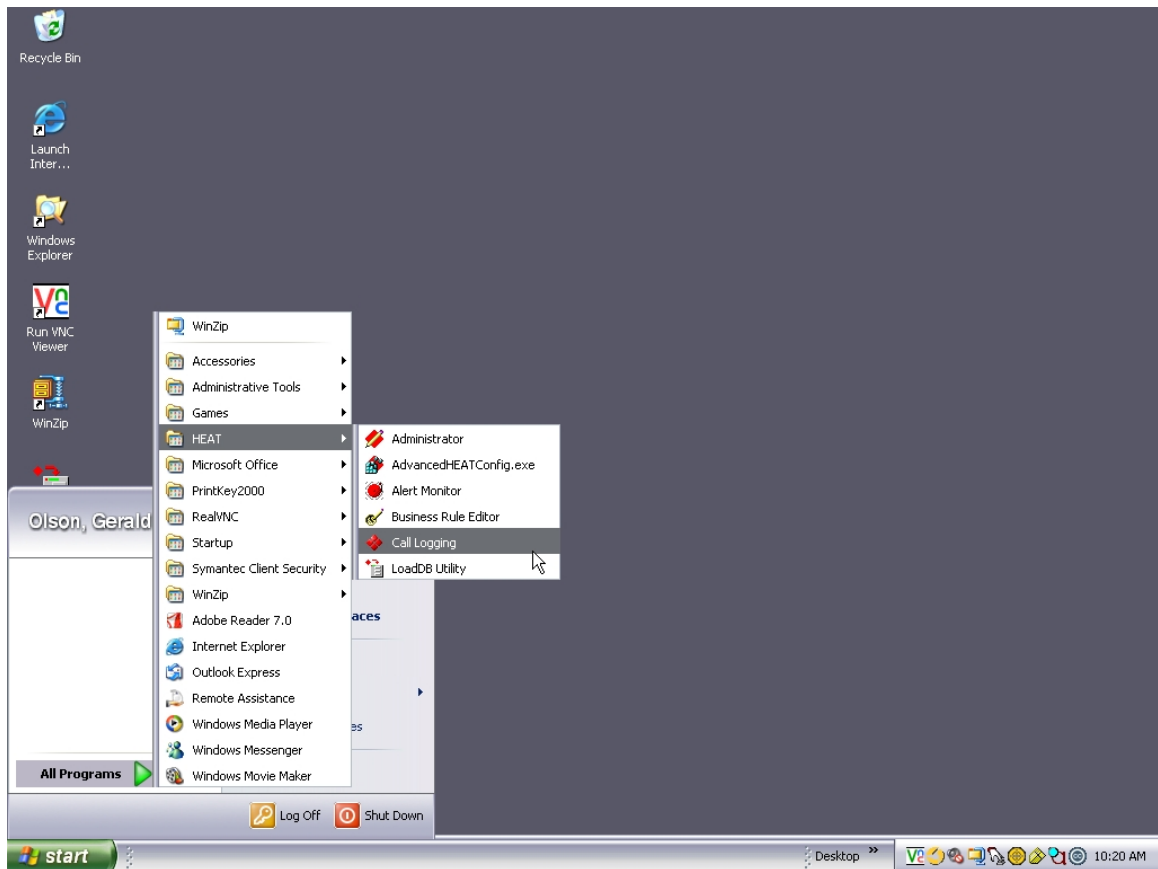 Recycle Bin
Launch
Inter...
Windows
Explorer
Run VNC
Viewer
WinZip
Olson, Gerald
WinZip
Accessories
Administrative Tools
Games
HEAT
Microsoft Office
PrintKey2000
RealVNC
Startup
Symantec Client Security
WinZip
Adobe Reader 7.0
Internet Explorer
Outlook Express
Remote Assistance
Windows Media Player
Windows Messenger
Windows Movie Maker
Administrator
AdvancedHEATConfig.exe
Alert Monitor
Business Rule Editor
Call Logging
LoadDB Utility
aces
es
All Programs
Log Off
Shut Down
start
Desktop »
10:20 AM